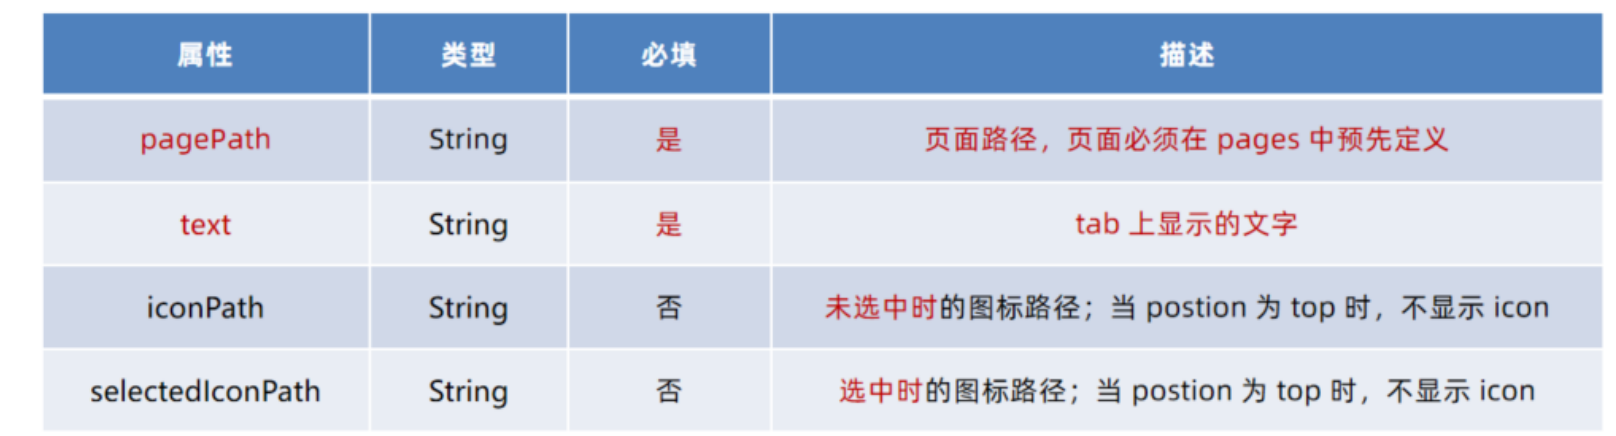 属性 类型 必填 描述
pagePath String 是 页面路径，页面必须在 pages 中预先定义
text String 是 tab 上显示的文字
iconPath String 否 未选中时的图标路径；当 postion 为 top 时，不显示 icon
selectedIconPath String 否 选中时的图标路径；当 postion 为 top 时，不显示 icon